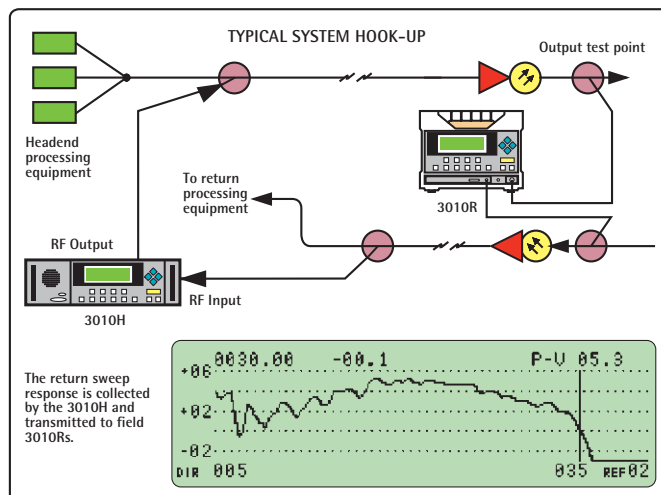 TYPICAL SYSTEM HOOK-UP
Output test point
Headend
processing
equipment
To return
processing
equipment
3010R
RF Output
RF Input
3010H
The return sweep
response is collected
by the 3010H and
transmitted to field
3010Rs.
0030.00 -00.1 P-V 05.3
+06
+02
-02
DIR 005 035 REF02